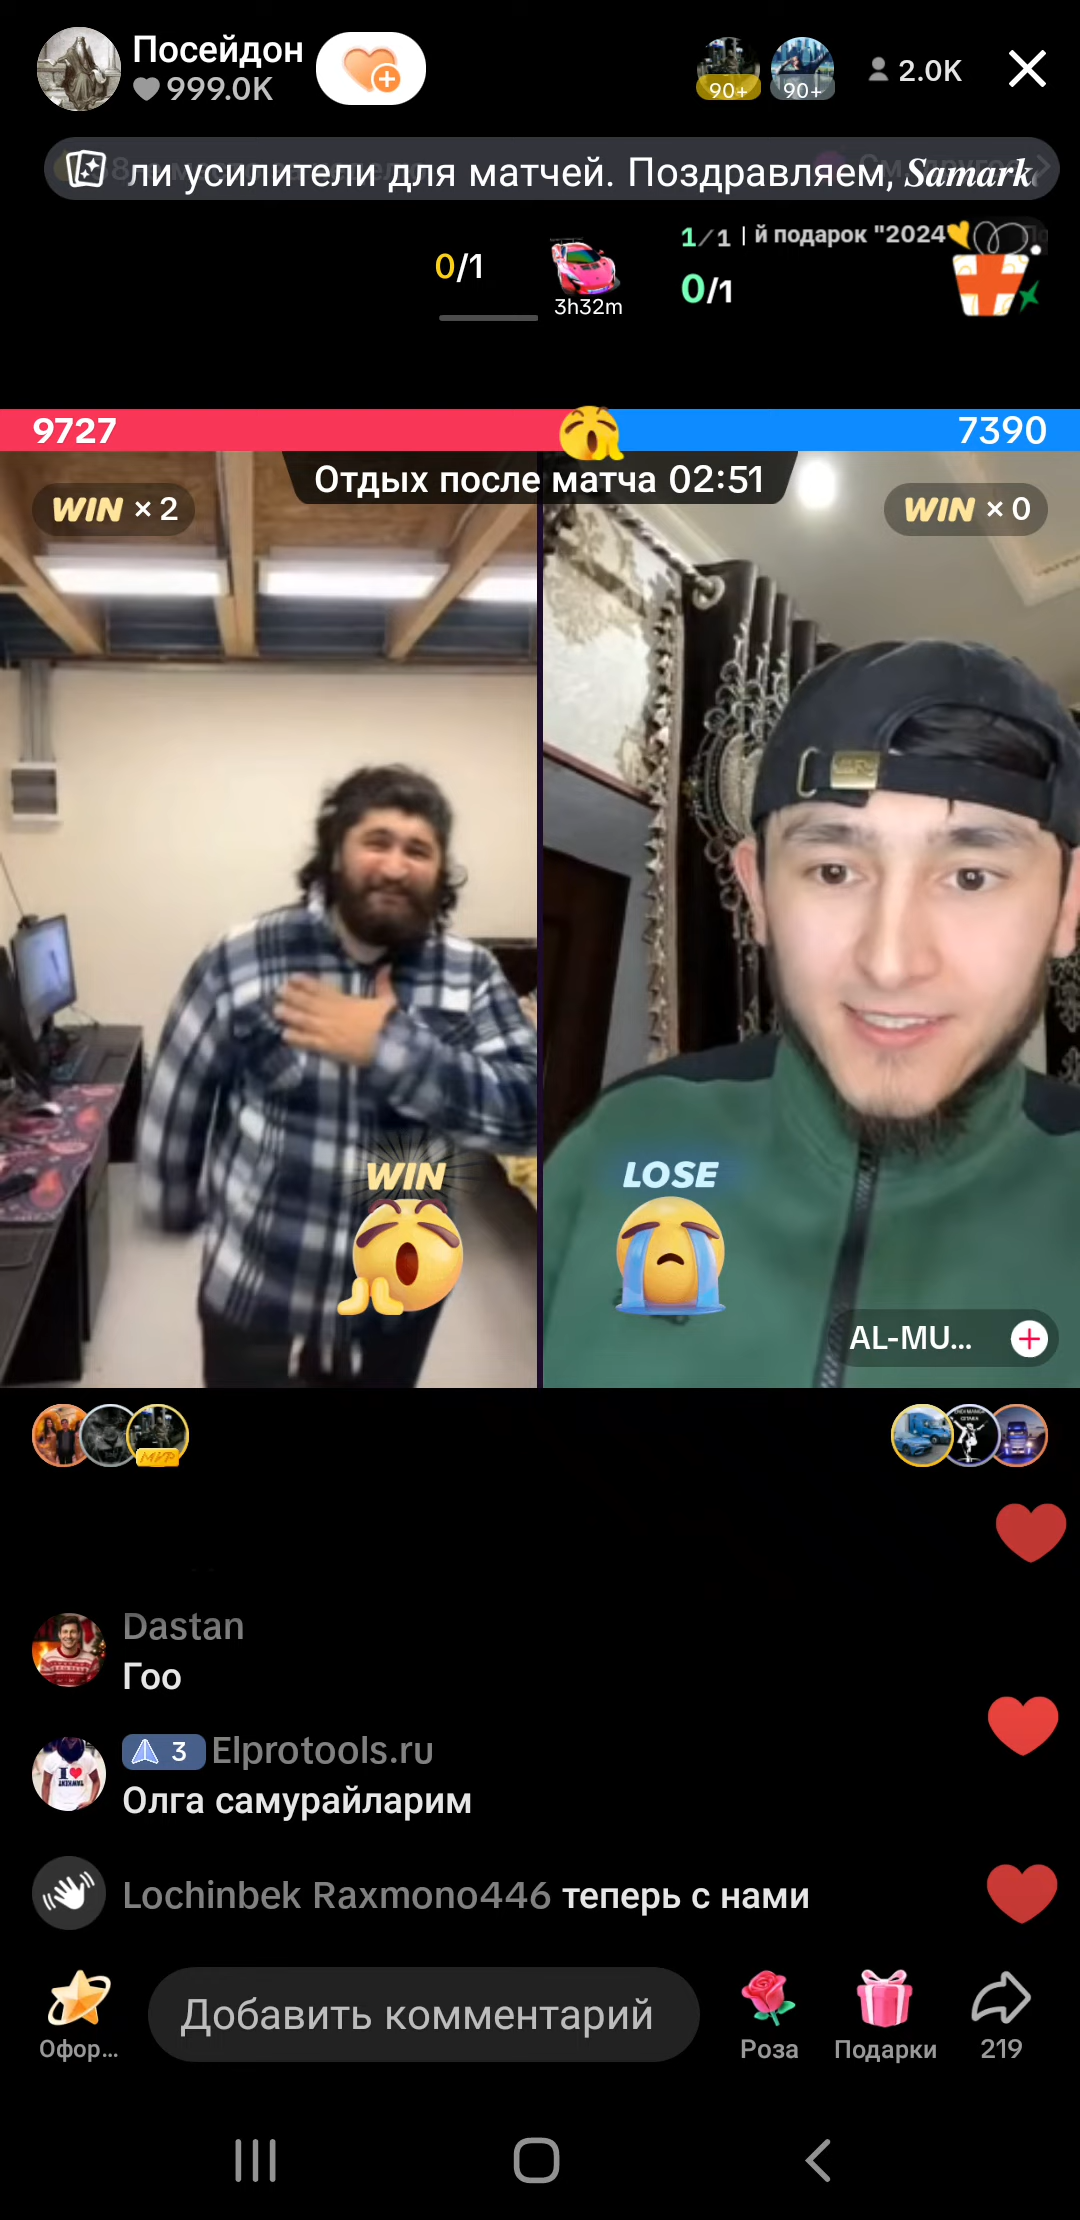 Посейдон
999.0K
90+
90+
2.0K
ли усилители для матчей. Поздравляем, Samark
0/1
3h32m
1/1 | й подарок "2024
0/1
9727
7390
Отдых после матча 02:51
WIN × 2
WIN × 0
WIN
LOSE
AL-MU...
MVP
Dastan
Гоо
3 Elprotools.ru
Олга самурайларим
Lochinbek Raxmono446 теперь с нами
Офор...
Добавить комментарий
Роза
Подарки
219